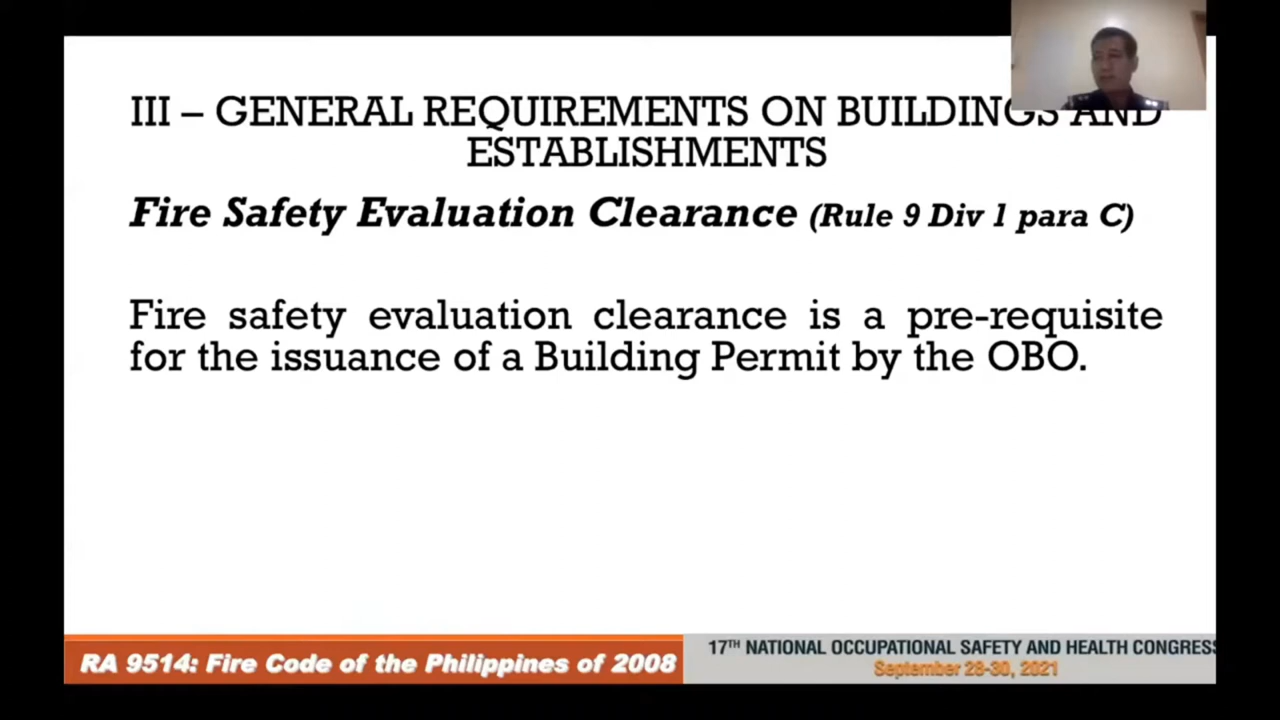 III – GENERAL REQUIREMENTS ON BUILDINGS AND
ESTABLISHMENTS
Fire Safety Evaluation Clearance (Rule 9 Div 1 para C)
Fire safety evaluation clearance is a pre-requisite
for the issuance of a Building Permit by the OBO.
RA 9514: Fire Code of the Philippines of 2008
17TH NATIONAL OCCUPATIONAL SAFETY AND HEALTH CONGRESS
September 28-30, 2021